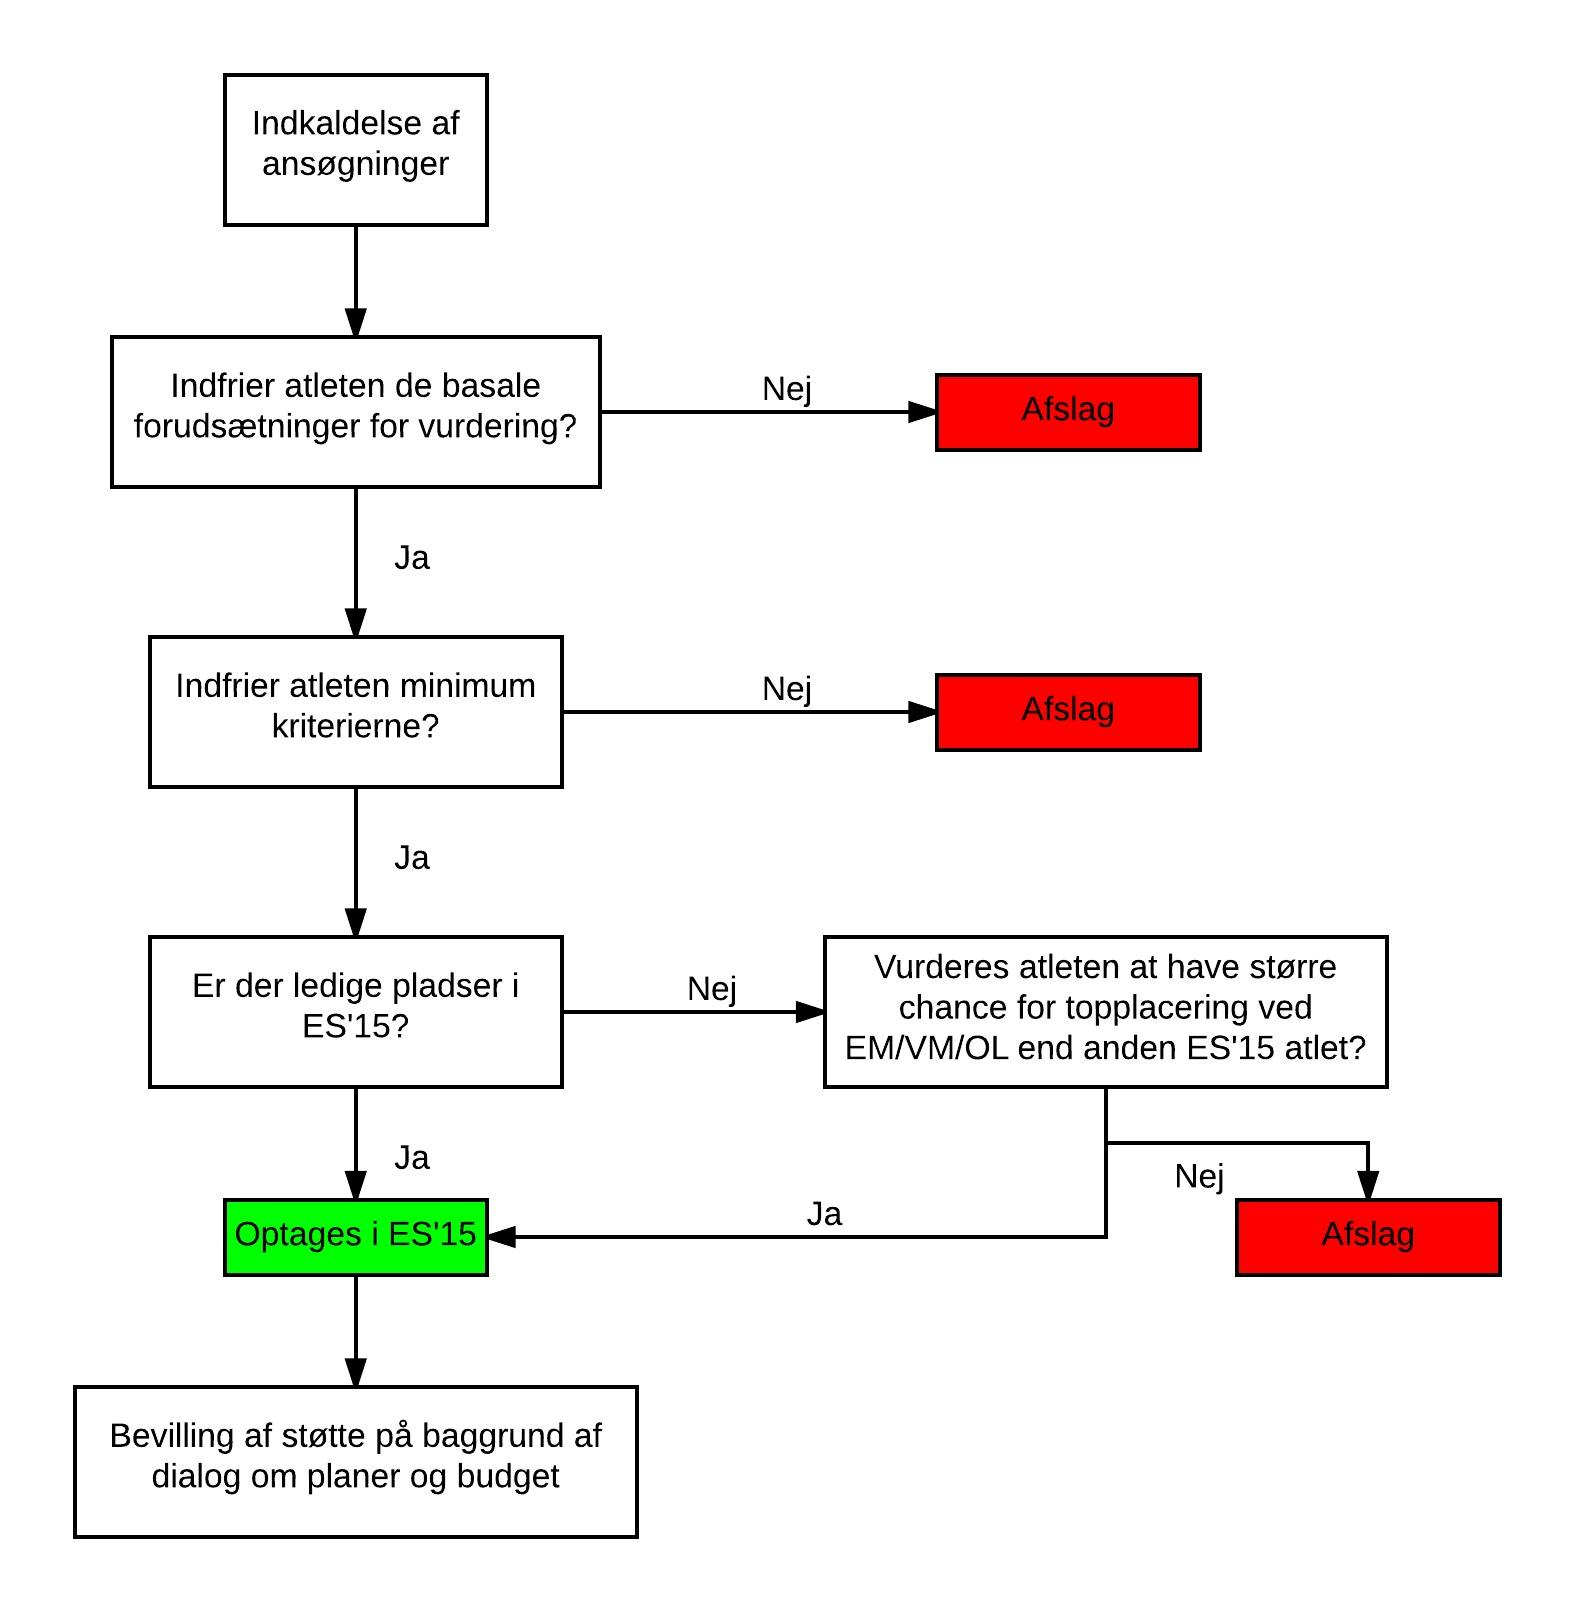 Indkaldelse af
ansøgninger
Indfrier atleten de basale
forudsætninger for vurdering?
Nej
Afslag
Ja
Indfrier atleten minimum
kriterierne?
Nej
Afslag
Ja
Er der ledige pladser i
ES'15?
Nej
Vurderes atleten at have større
chance for topplacering ved
EM/VM/OL end anden ES'15 atlet?
Ja
Nej
Ja
Optages i ES'15
Afslag
Bevilling af støtte på baggrund af
dialog om planer og budget